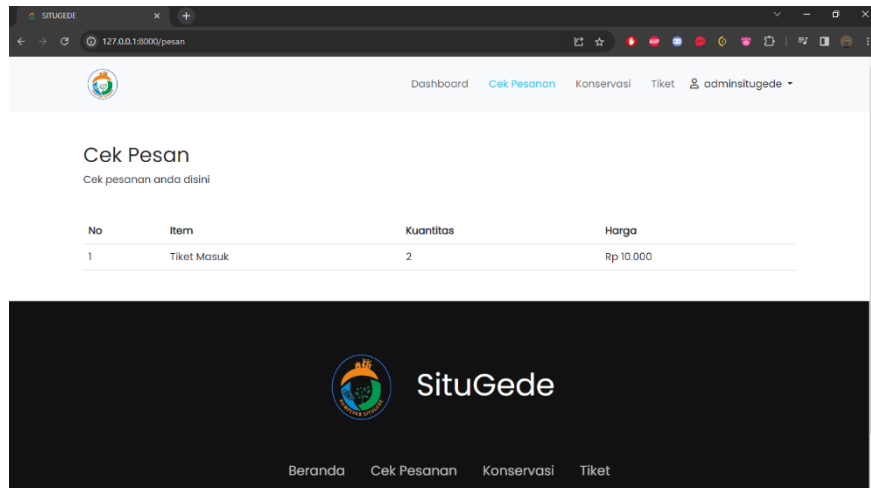 SITUGEDE
127.0.0.1:8000/pesan
Dashboard Cek Pesanan Konservasi Tiket adminsitugede
Cek Pesan
Cek pesanan anda disini
No Item Kuantitas Harga
1 Tiket Masuk 2 Rp 10.000
SituGede
Beranda Cek Pesanan Konservasi Tiket